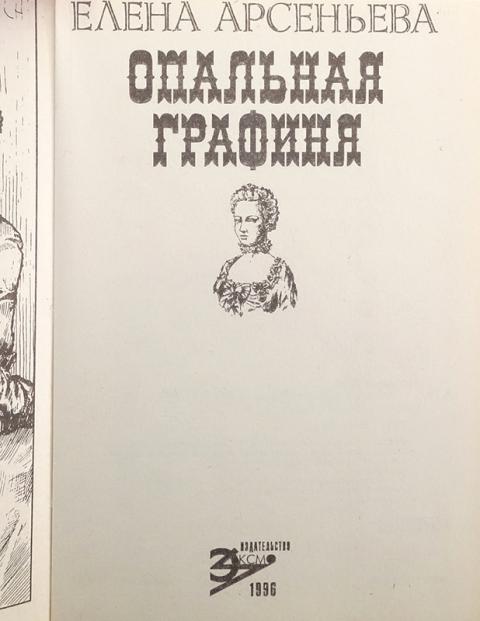 ЕЛЕНА АРСЕНЬЕВА
ОПАЛЬНАЯ
ГРАФИНЯ
ИЗДАТЕЛЬСТВО
ЭКСМО
1996